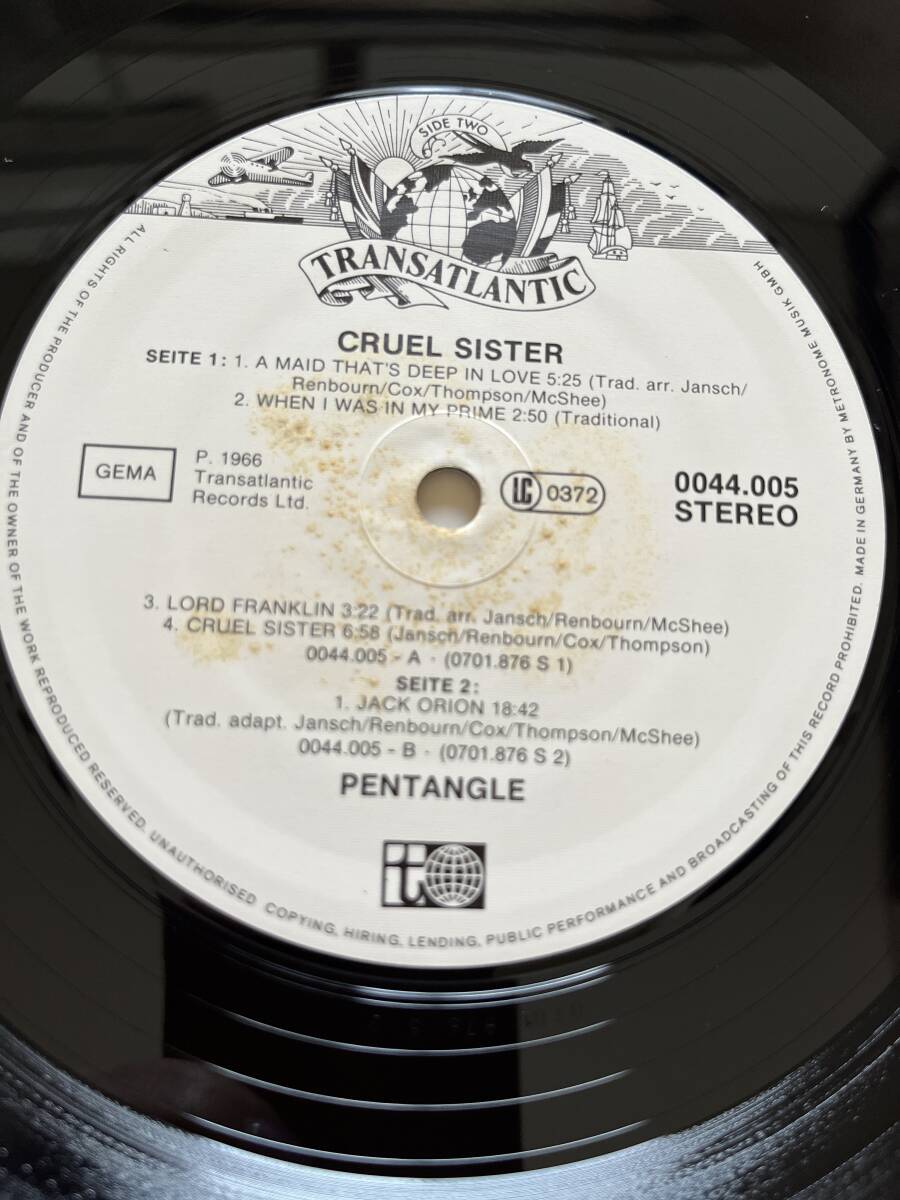 SIDE TWO
TRANSATLANTIC
CRUEL SISTER
SEITE 1: 1. A MAID THAT'S DEEP IN LOVE 5:25 (Trad. arr. Jansch/
Renbourn/Cox/Thompson/McShee)
2. WHEN I WAS IN MY PRIME 2:50 (Traditional)
GEMA
P. 1966
Transatlantic
Records Ltd.
LC 0372
0044.005
STEREO
3. LORD FRANKLIN 3:22 (Trad. arr. Jansch/Renbourn/McShee)
4. CRUEL SISTER 6:58 (Jansch/Renbourn/Cox/Thompson)
0044.005 - A · (0701.876 S 1)
SEITE 2:
1. JACK ORION 18:42
(Trad. adapt. Jansch/Renbourn/Cox/Thompson/McShee)
0044.005 - B · (0701.876 S 2)
PENTANGLE
t
ALL RIGHTS OF THE PRODUCER AND OF THE OWNER OF THE WORK REPRODUCED RESERVED. UNAUTHORISED COPYING, HIRING, LENDING, PUBLIC PERFORMANCE AND BROADCASTING OF THIS RECORD PROHIBITED. MADE IN GERMANY BY METRONOME MUSIK GMBH